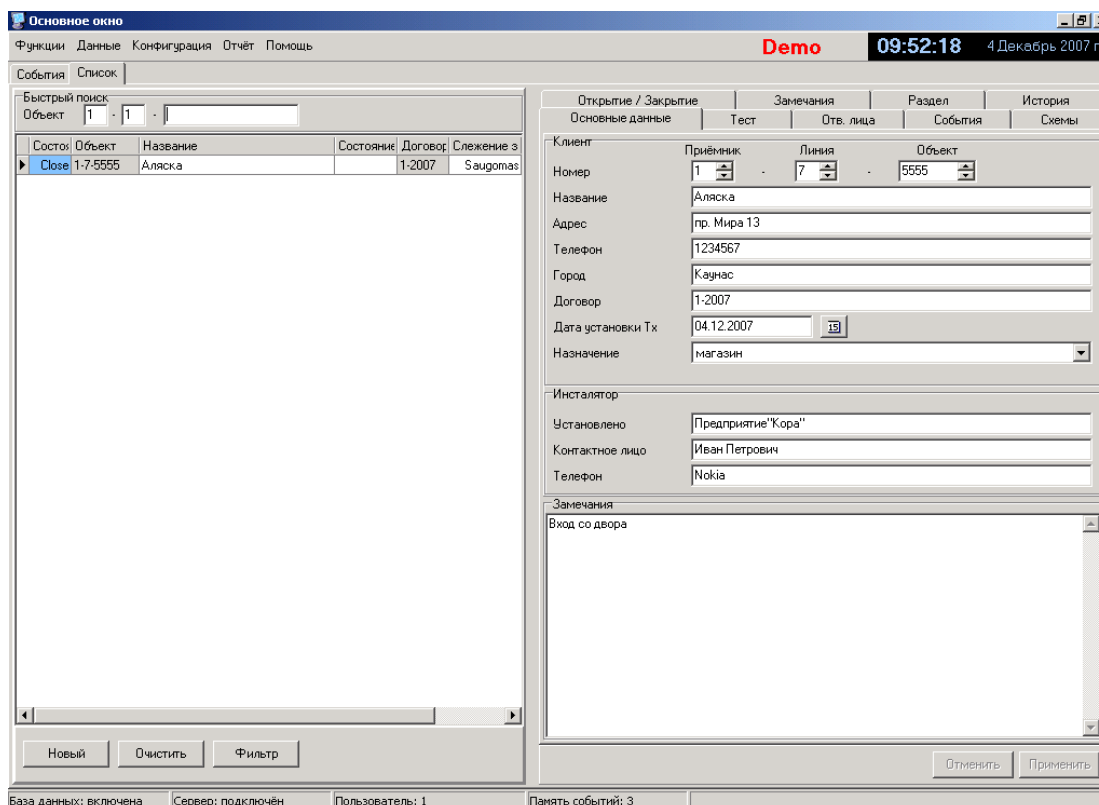 Основное окно
Функции Данные Конфигурация Отчёт Помощь
Demo 09:52:18 4 Декабрь 2007 г
События Список
Быстрый поиск
Объект 1 - 1 -
Состоя Объект Название Состояние Договор Слежение з
Close 1-7-5555 Аляска 1-2007 Saugomas
Новый Очистить Фильтр
Открытие / Закрытие Замечания Раздел История
Основные данные Тест Отв. лица События Схемы
Клиент
Приёмник Линия Объект
Номер 1 - 7 - 5555
Название Аляска
Адрес пр. Мира 13
Телефон 1234567
Город Каунас
Договор 1-2007
Дата установки Тх 04.12.2007 15
Назначение магазин
Инсталятор
Установлено Предприятие"Кора"
Контактное лицо Иван Петрович
Телефон Nokia
Замечания
Вход со двора
Отменить Применить
База данных: включена Сервер: подключён Пользователь: 1 Память событий: 3